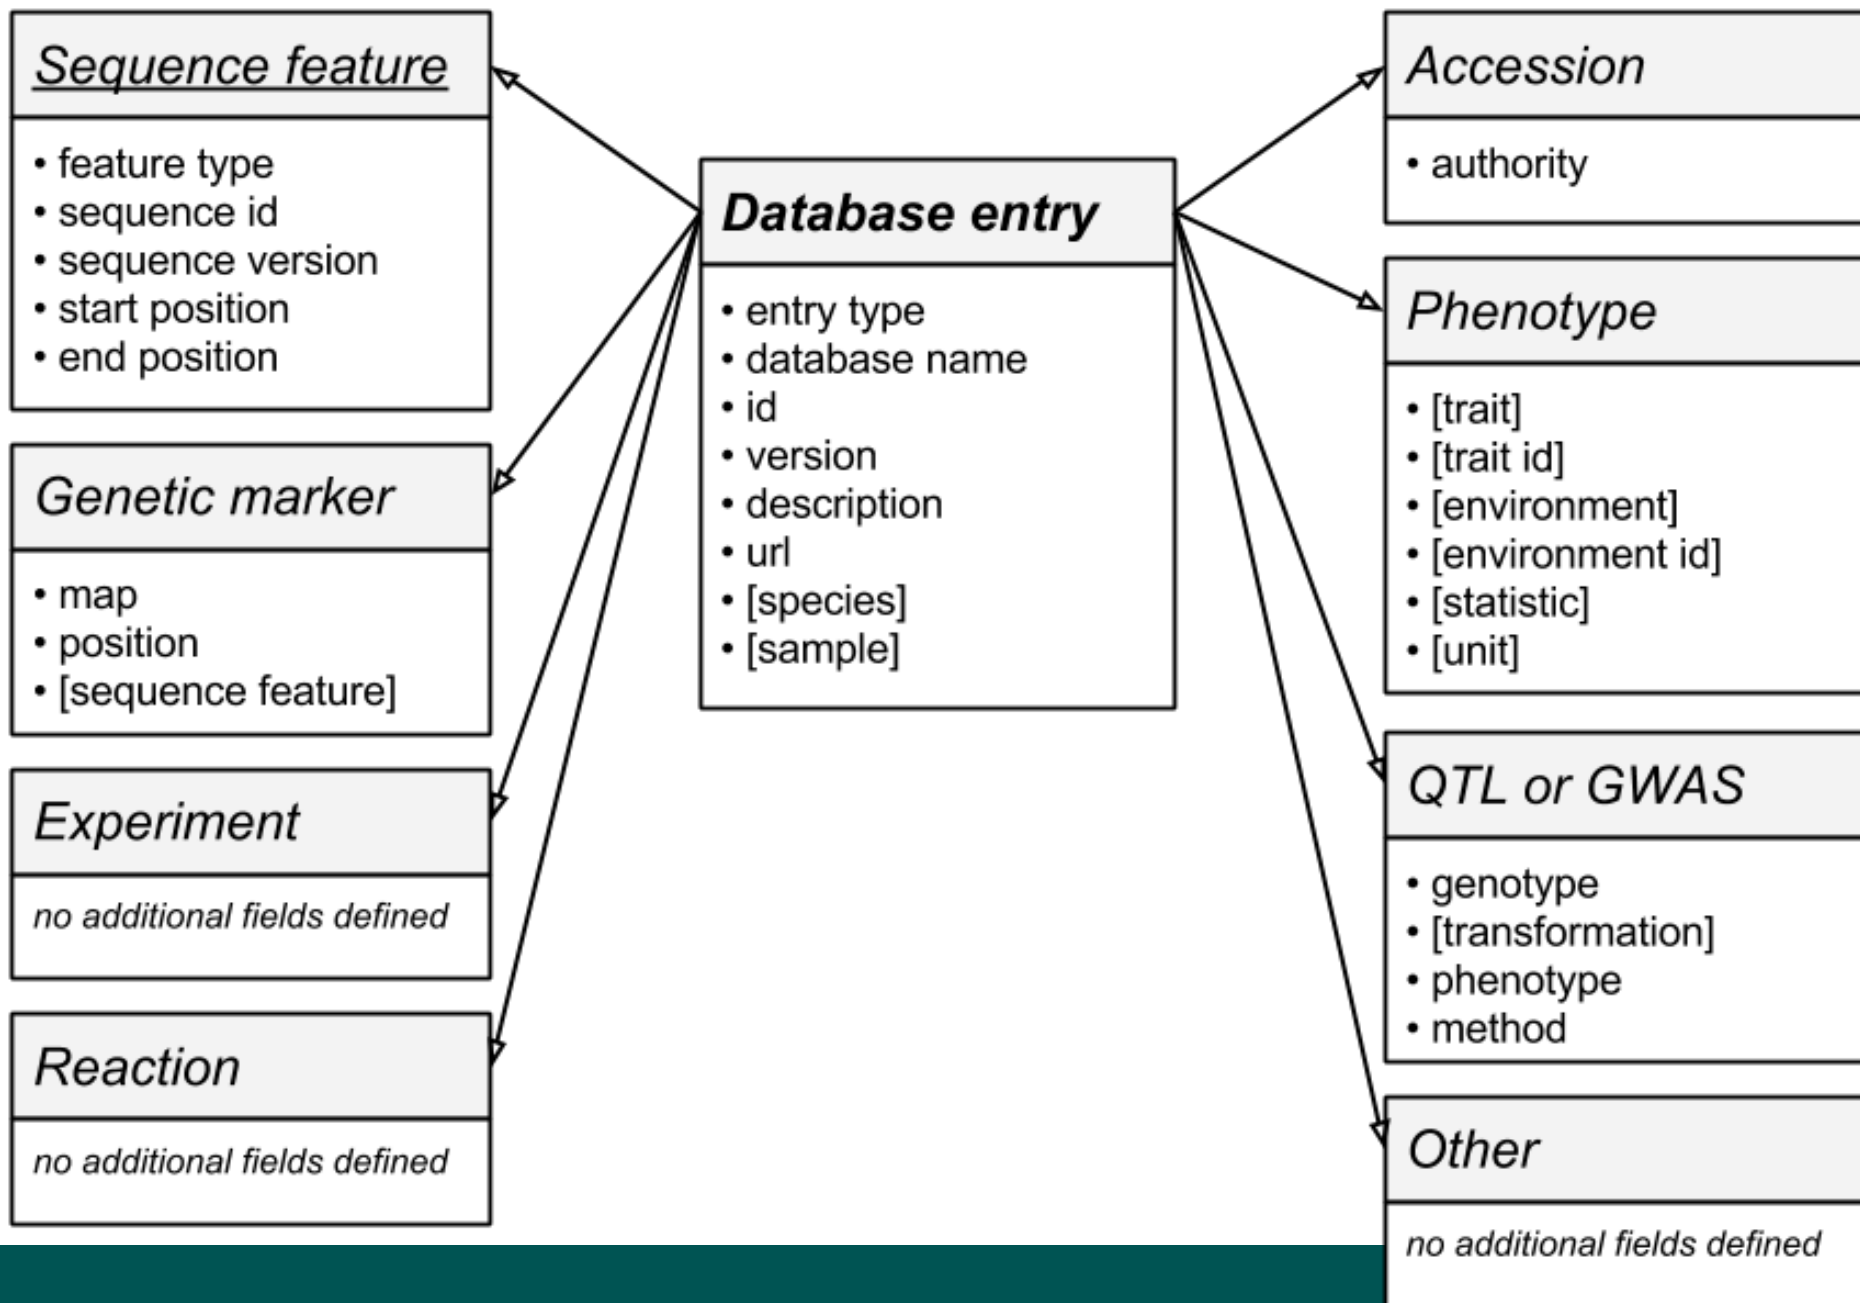 Sequence feature
• feature type
• sequence id
• sequence version
• start position
• end position
Genetic marker
• map
• position
• [sequence feature]
Experiment
no additional fields defined
Reaction
no additional fields defined
Database entry
• entry type
• database name
• id
• version
• description
• url
• [species]
• [sample]
Accession
• authority
Phenotype
• [trait]
• [trait id]
• [environment]
• [environment id]
• [statistic]
• [unit]
QTL or GWAS
• genotype
• [transformation]
• phenotype
• method
Other
no additional fields defined